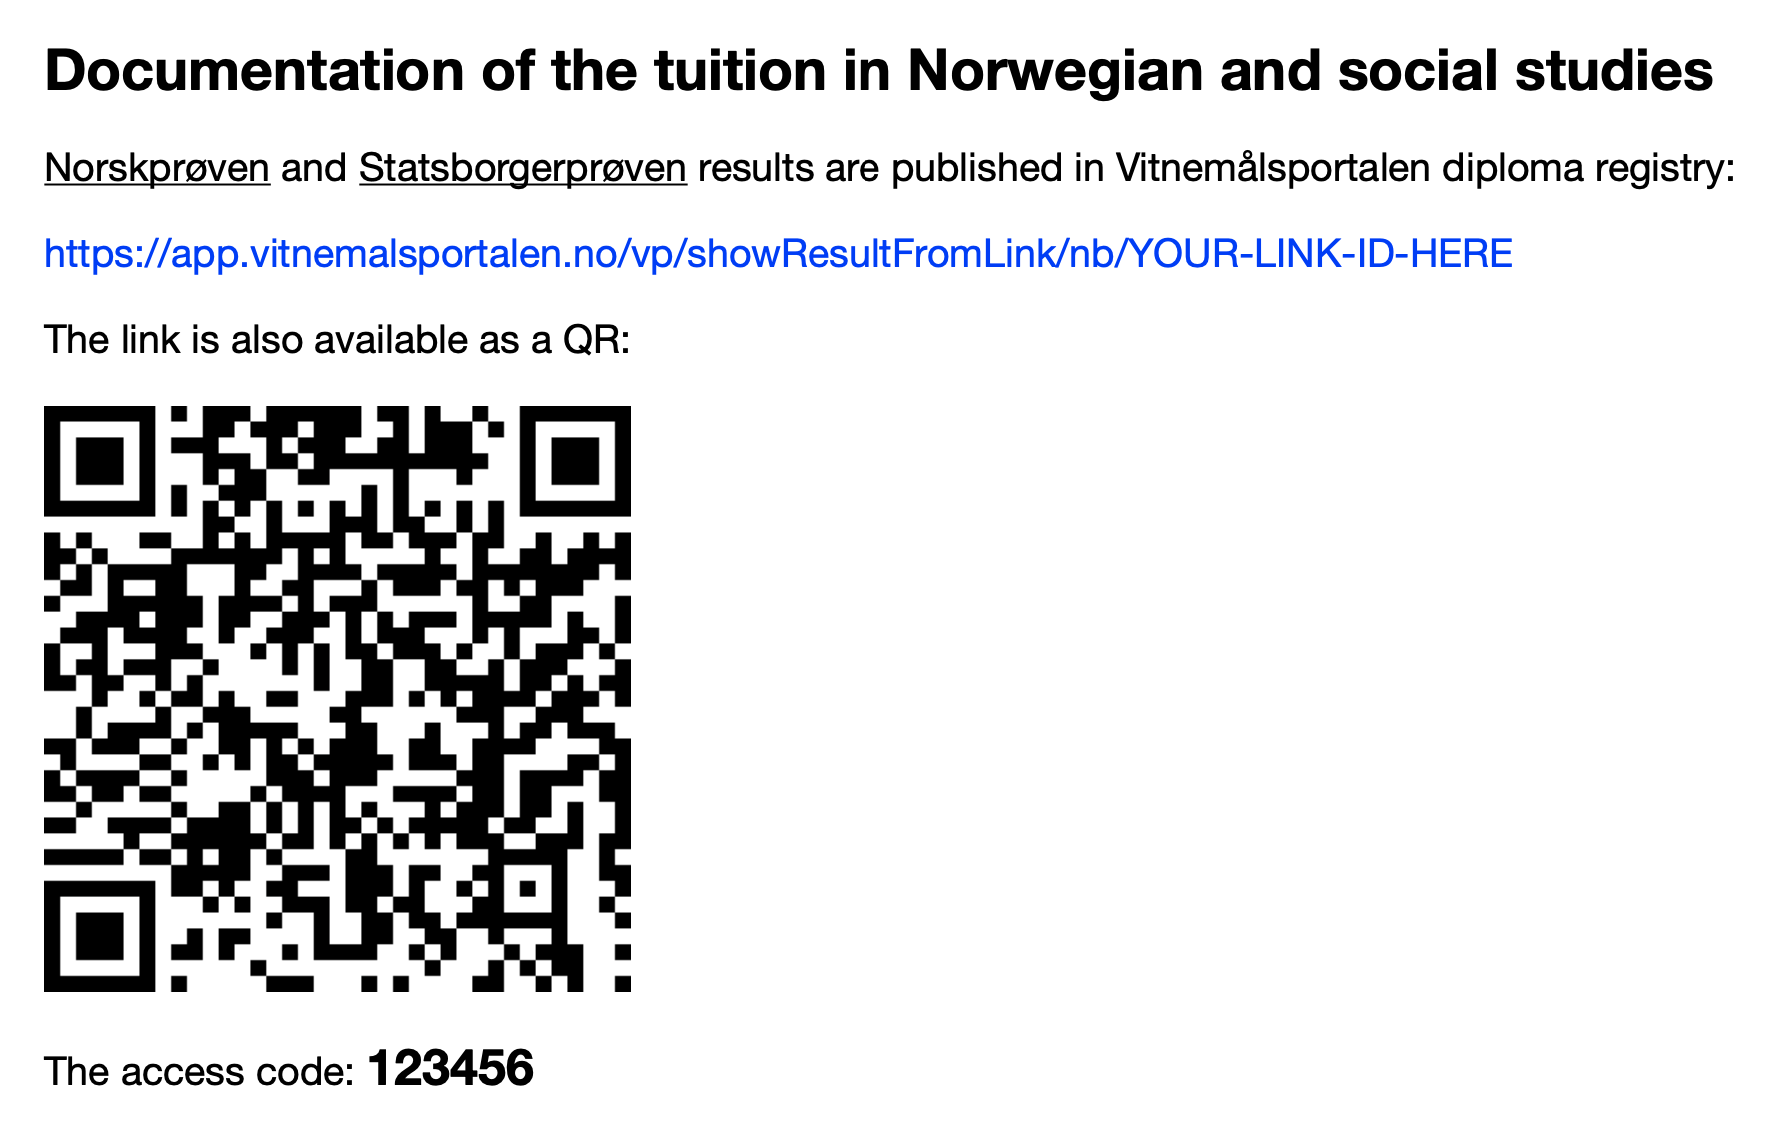 Documentation of the tuition in Norwegian and social studies
Norskprøven and Statsborgerprøven results are published in Vitnemålsportalen diploma registry:
https://app.vitnemalsportalen.no/vp/showResultFromLink/nb/YOUR-LINK-ID-HERE
The link is also available as a QR:
The access code: 123456